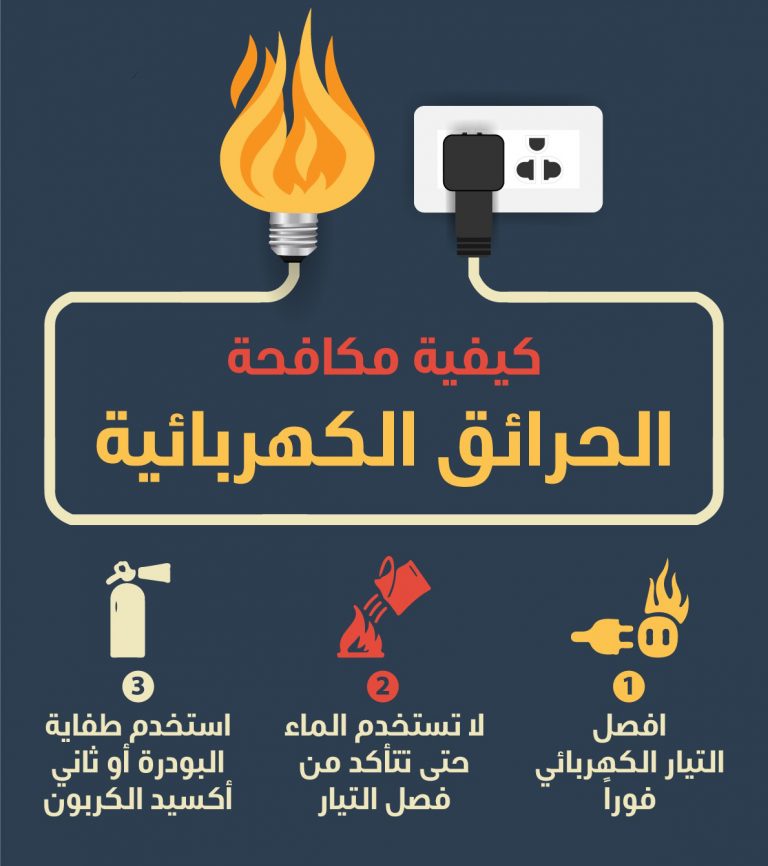 كيفية مكافحة
الحرائق الكهربائية
1
افصل
التيار الكهربائي
فوراً
2
لا تستخدم الماء
حتى تتأكد من
فصل التيار
3
استخدم طفاية
البودرة أو ثاني
أكسيد الكربون